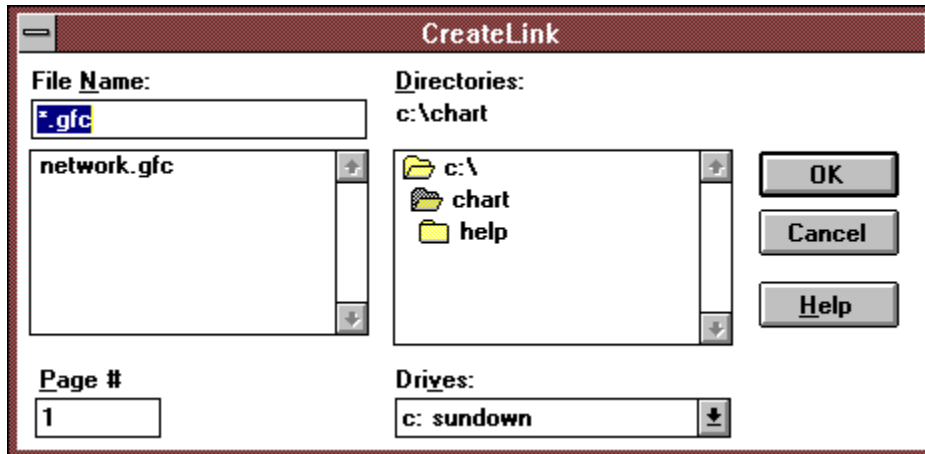 CreateLink
File Name:
*.gfc
network.gfc
Directories:
c:\chart
c:\
chart
help
OK
Cancel
Help
Page #
1
Drives:
c: sundown